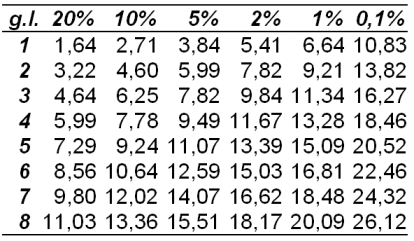 g.l. 20% 10% 5% 2% 1% 0,1%
1 1,64 2,71 3,84 5,41 6,64 10,83
2 3,22 4,60 5,99 7,82 9,21 13,82
3 4,64 6,25 7,82 9,84 11,34 16,27
4 5,99 7,78 9,49 11,67 13,28 18,46
5 7,29 9,24 11,07 13,39 15,09 20,52
6 8,56 10,64 12,59 15,03 16,81 22,46
7 9,80 12,02 14,07 16,62 18,48 24,32
8 11,03 13,36 15,51 18,17 20,09 26,12